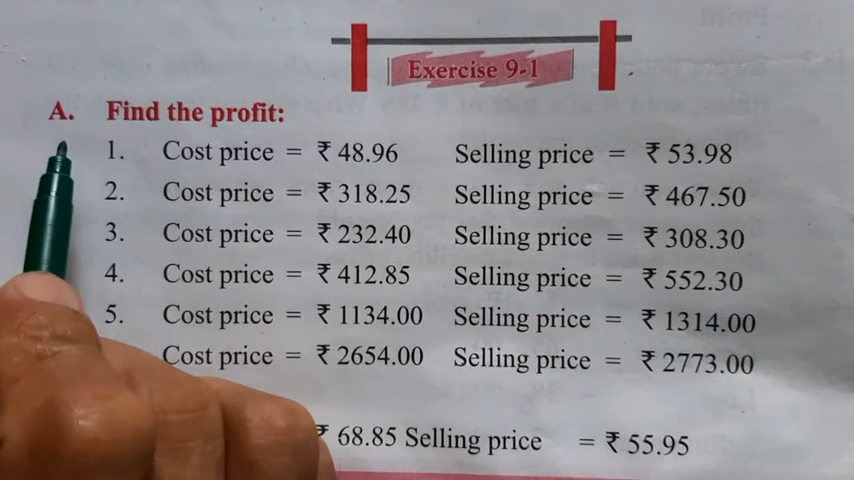 Exercise 9-1
A. Find the profit:
1. Cost price = ₹ 48.96 Selling price = ₹ 53.98
2. Cost price = ₹ 318.25 Selling price = ₹ 467.50
3. Cost price = ₹ 232.40 Selling price = ₹ 308.30
4. Cost price = ₹ 412.85 Selling price = ₹ 552.30
5. Cost price = ₹ 1134.00 Selling price = ₹ 1314.00
Cost price = ₹ 2654.00 Selling price = ₹ 2773.00
₹ 68.85 Selling price = ₹ 55.95